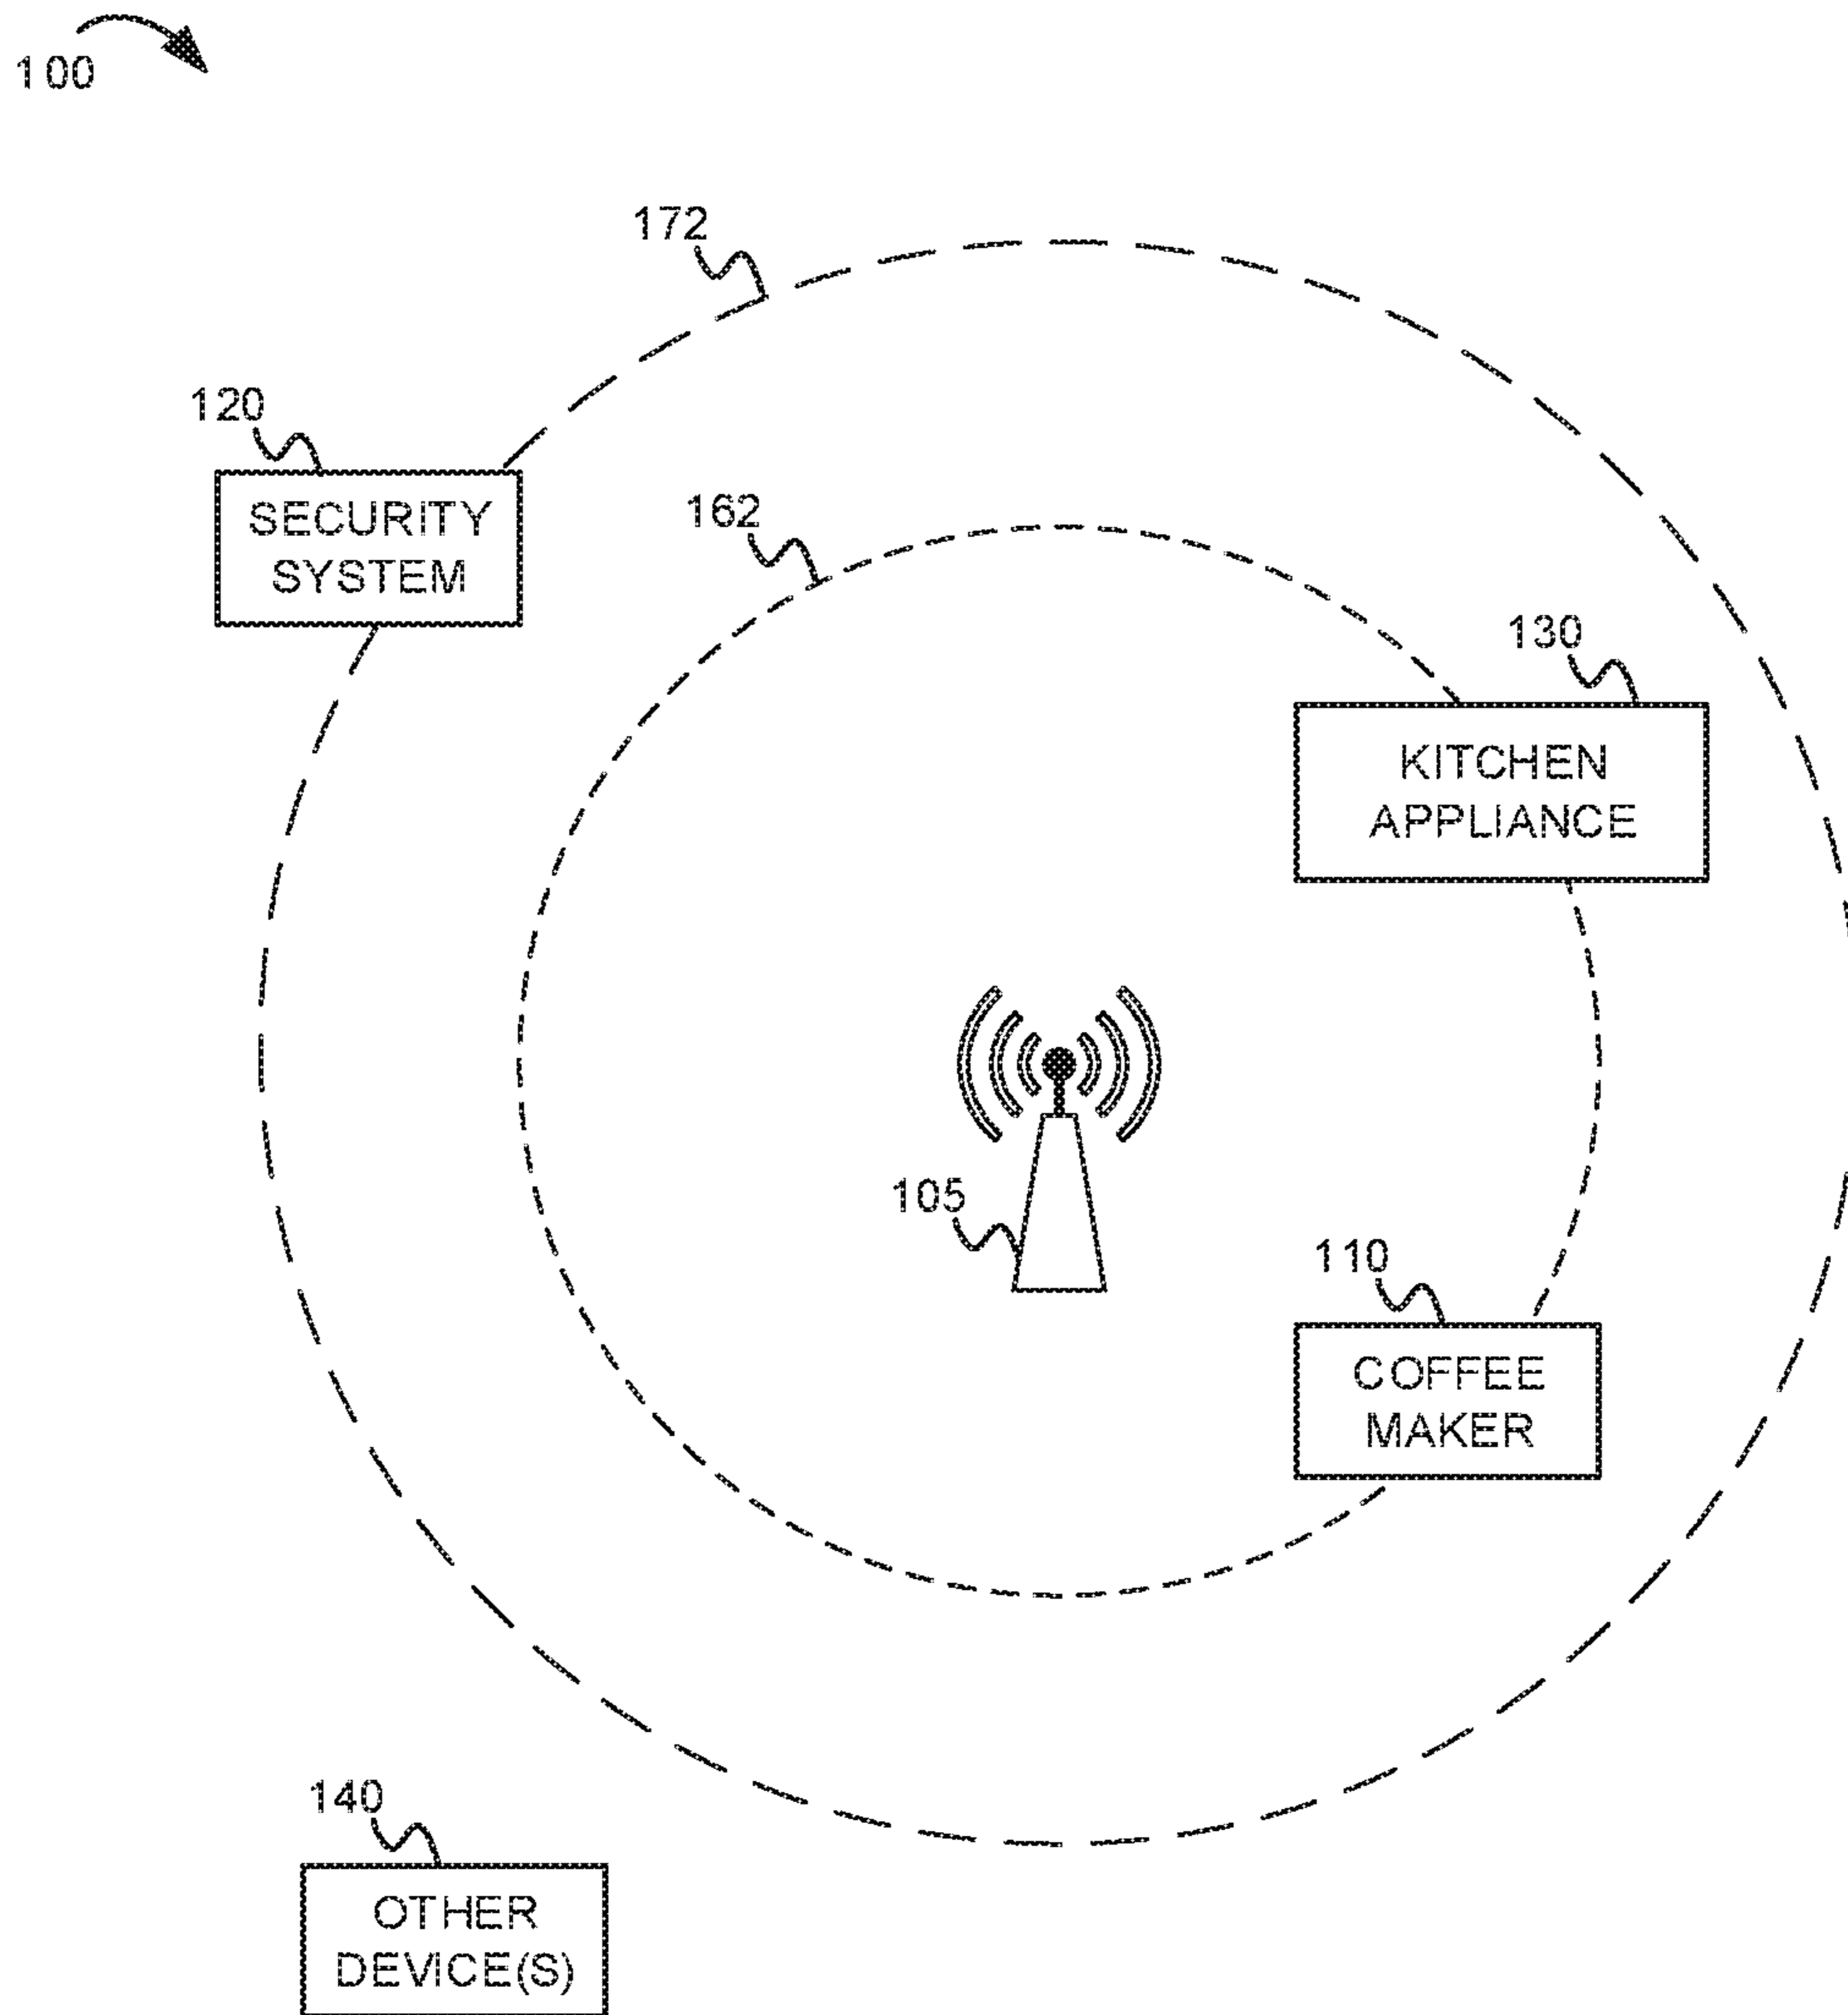 100
172
120
SECURITY
SYSTEM
162
130
KITCHEN
APPLIANCE
105
110
COFFEE
MAKER
140
OTHER
DEVICE(S)